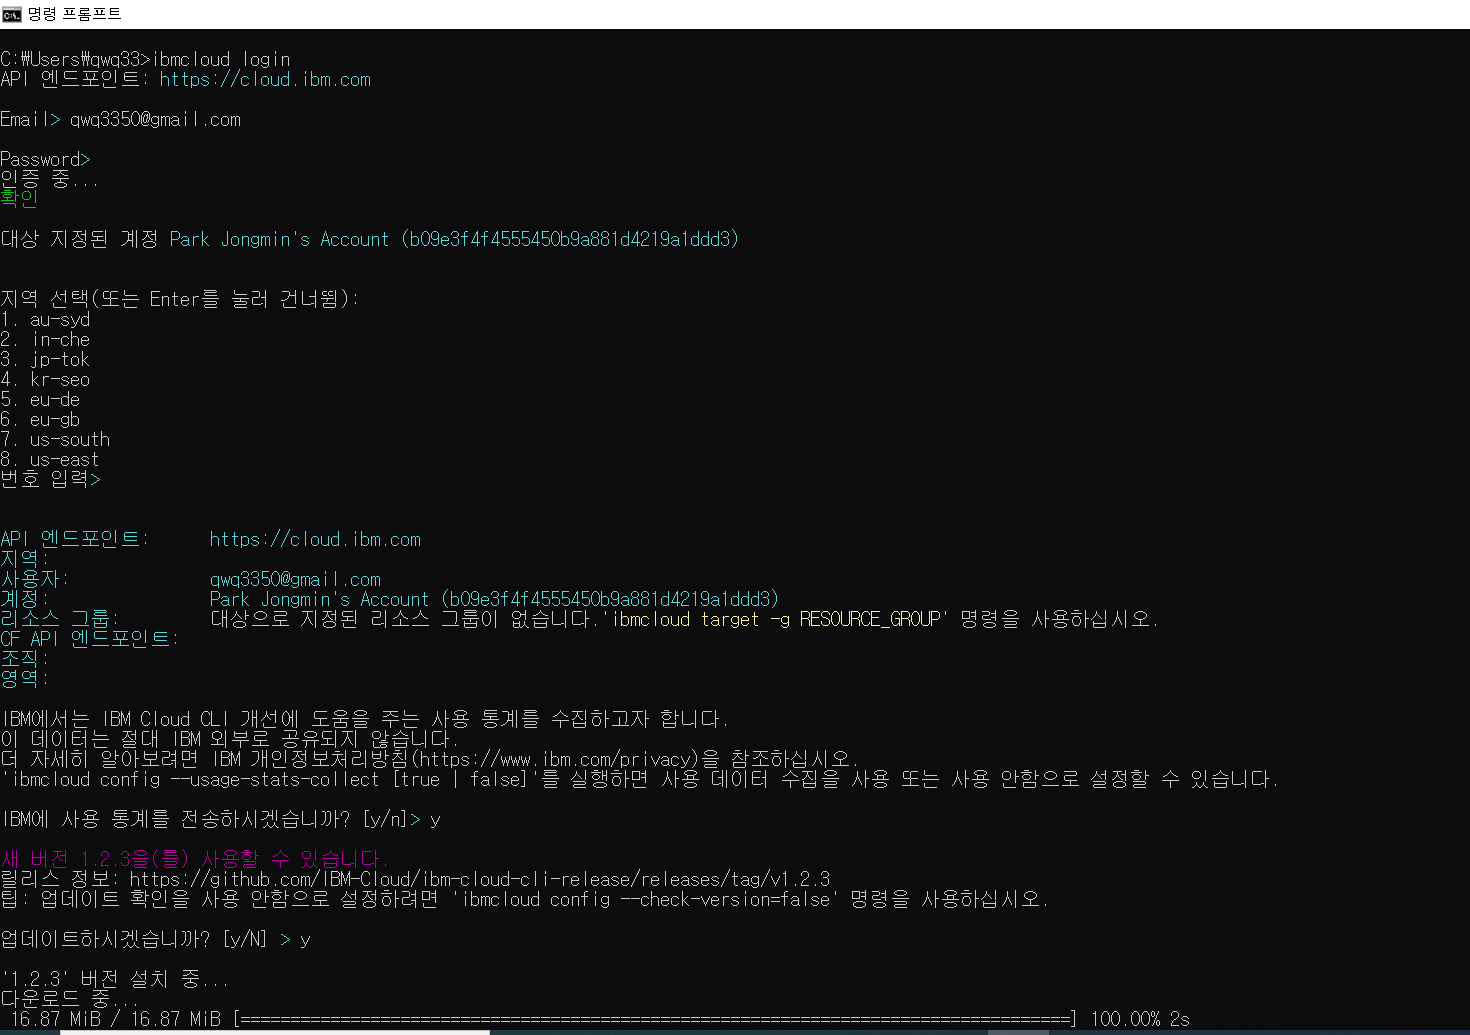 명령 프롬프트
C:\Users\qwq33>ibmcloud login
API 엔드포인트: https://cloud.ibm.com
Email> qwq3350@gmail.com
Password>
인증 중...
확인
대상 지정된 계정 Park Jongmin's Account (b09e3f4f4555450b9a881d4219a1ddd3)
지역 선택(또는 Enter를 눌러 건너뜀):
1. au-syd
2. in-che
3. jp-tok
4. kr-seo
5. eu-de
6. eu-gb
7. us-south
8. us-east
번호 입력>
API 엔드포인트: https://cloud.ibm.com
지역:
사용자: qwq3350@gmail.com
계정: Park Jongmin's Account (b09e3f4f4555450b9a881d4219a1ddd3)
리소스 그룹: 대상으로 지정된 리소스 그룹이 없습니다.'ibmcloud target -g RESOURCE_GROUP' 명령을 사용하십시오.
CF API 엔드포인트:
조직:
영역:
IBM에서는 IBM Cloud CLI 개선에 도움을 주는 사용 통계를 수집하고자 합니다.
이 데이터는 절대 IBM 외부로 공유되지 않습니다.
더 자세히 알아보려면 IBM 개인정보처리방침(https://www.ibm.com/privacy)을 참조하십시오.
'ibmcloud config --usage-stats-collect [true | false]'를 실행하면 사용 데이터 수집을 사용 또는 사용 안함으로 설정할 수 있습니다.
IBM에 사용 통계를 전송하시겠습니까? [y/n]> y
새 버전 1.2.3을(를) 사용할 수 있습니다.
릴리스 정보: https://github.com/IBM-Cloud/ibm-cloud-cli-release/releases/tag/v1.2.3
팁: 업데이트 확인을 사용 안함으로 설정하려면 'ibmcloud config --check-version=false' 명령을 사용하십시오.
업데이트하시겠습니까? [y/N] > y
'1.2.3' 버전 설치 중...
다운로드 중...
16.87 MiB / 16.87 MiB [===================================================================================] 100.00% 2s